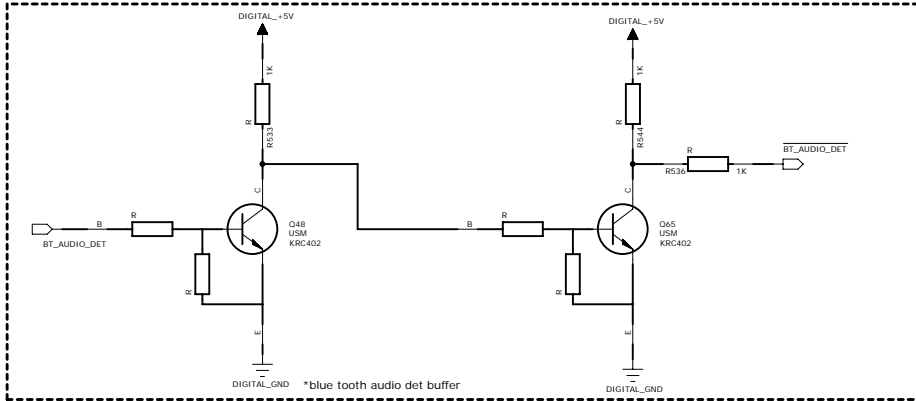 DIGITAL_+5V
DIGITAL_+5V
1K
1K
R
R533
R
R544
BT_AUDIO_DET
R
R536
1K
C
C
B
R
Q48
USM
KRC402
BT_AUDIO_DET
R
B
R
Q65
USM
KRC402
R
E
E
DIGITAL_GND
*blue tooth audio det buffer
DIGITAL_GND